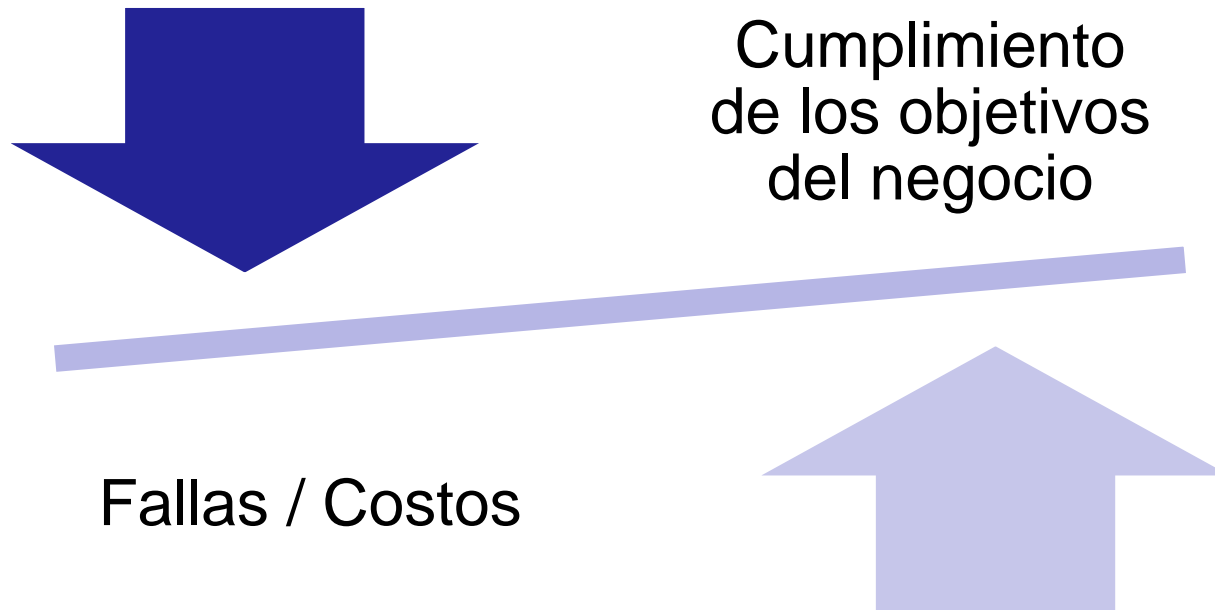 Cumplimiento
de los objetivos
del negocio
Fallas / Costos